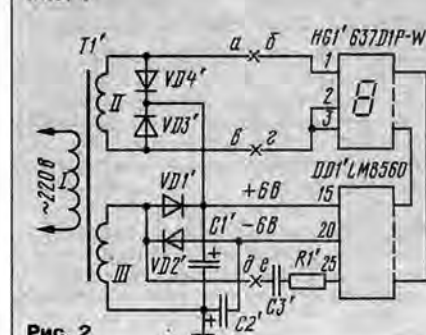 T1' а б HG1' 637D1P-W
1
VD4'
II
2
3
VD3' в г
DD1' LM8560
~220 В I
VD1' +6В 15
C1' -6В 20
III
VD2' д е R1' 25
C3'
C2'
Рис. 2